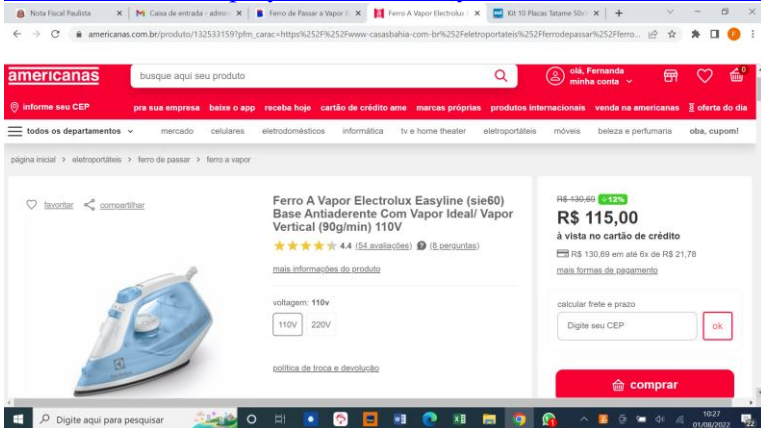 Nota Fiscal Paulista
Caixa de entrada - admin
Ferro de Passar a Vapor E
Ferro A Vapor Electrolux
Kit 10 Placas Tatame 50x
americanas.com.br/produto/132533159?pfm_carac=https%252F%252Fwww-casasbahia-com-br%252Feletroportateis%252Fferrodepassar%252Fferro...
americanas
busque aqui seu produto
olá, Fernanda
minha conta
0
informe seu CEP
pra sua empresa baixe o app receba hoje cartão de crédito ame marcas próprias produtos internacionais venda na americanas oferta do dia
todos os departamentos
mercado celulares eletrodomésticos informática tv e home theater eletroportáteis móveis beleza e perfumaria oba, cupom!
página inicial > eletroportáteis > ferro de passar > ferro a vapor
favoritar compartilhar
Ferro A Vapor Electrolux Easyline (sie60)
Base Antiaderente Com Vapor Ideal/ Vapor
Vertical (90g/min) 110V
4.4 (54 avaliações) (8 perguntas)
mais informações do produto
voltagem: 110v
110V 220V
política de troca e devolução
R$ 130,69 12%
R$ 115,00
à vista no cartão de crédito
R$ 130,69 em até 6x de R$ 21,78
mais formas de pagamento
calcular frete e prazo
Digite seu CEP
ok
comprar
Digite aqui para pesquisar
10:27
01/08/2022